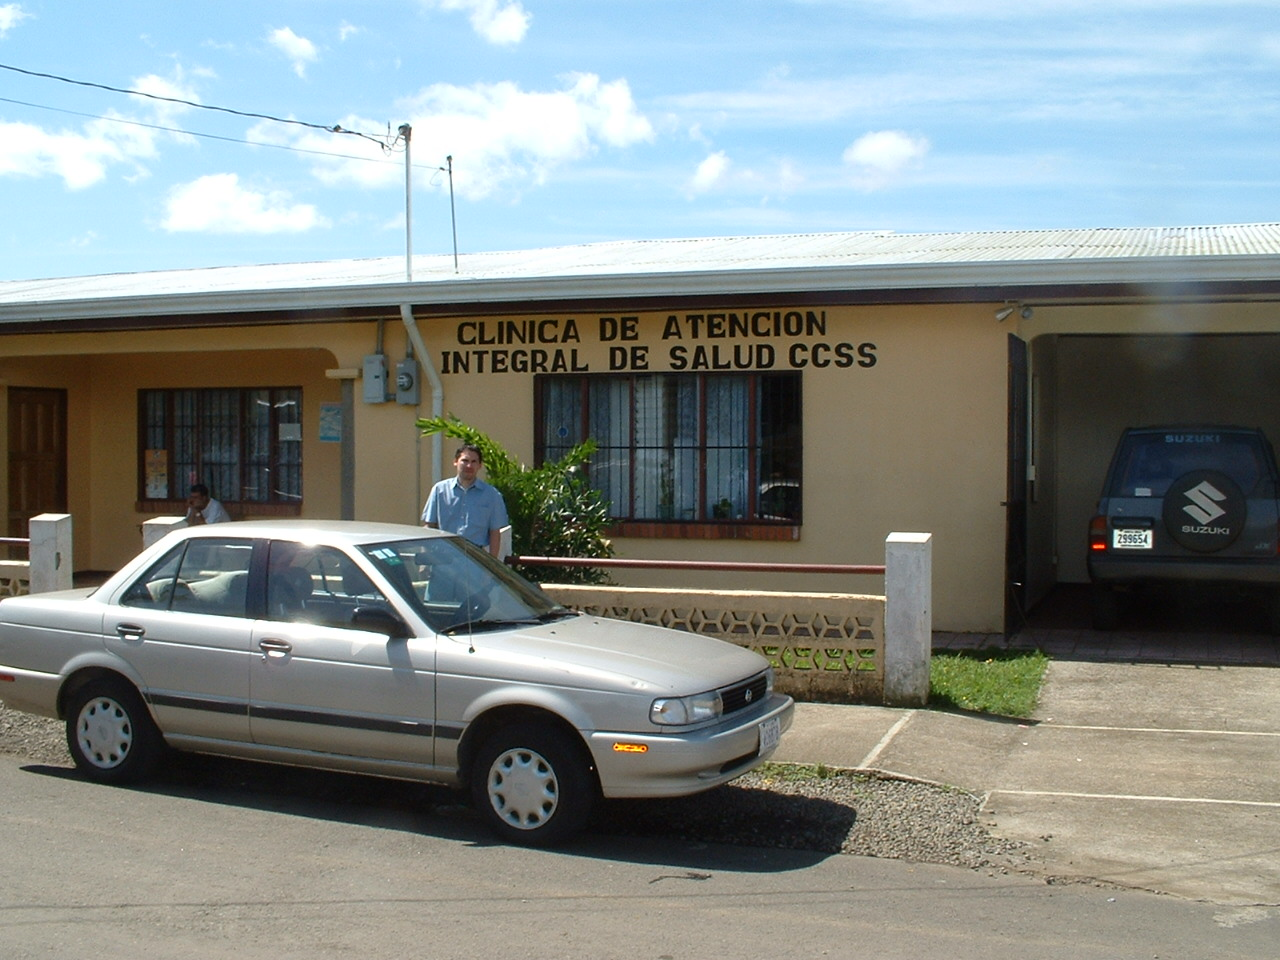 CLINICA DE ATENCION
INTEGRAL DE SALUD CCSS
SUZUKI
SUZUKI
299654